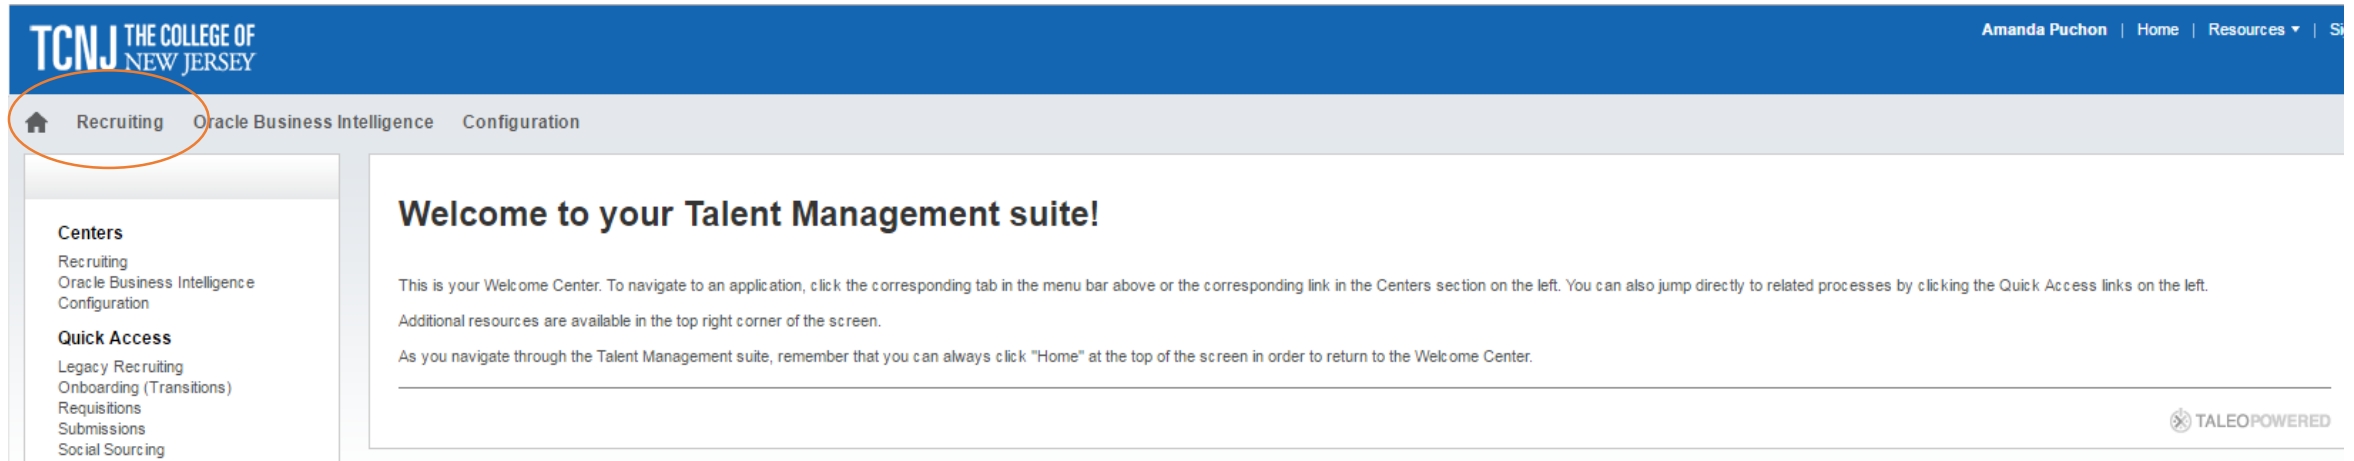 TCNJ THE COLLEGE OF
NEW JERSEY
Amanda Puchon | Home | Resources ▾ |
Recruiting Oracle Business Intelligence Configuration
Centers
Recruiting
Oracle Business Intelligence
Configuration
Quick Access
Legacy Recruiting
Onboarding (Transitions)
Requisitions
Submissions
Social Sourcing
Welcome to your Talent Management suite!
This is your Welcome Center. To navigate to an application, click the corresponding tab in the menu bar above or the corresponding link in the Centers section on the left. You can also jump directly to related processes by clicking the Quick Access links on the left.
Additional resources are available in the top right corner of the screen.
As you navigate through the Talent Management suite, remember that you can always click "Home" at the top of the screen in order to return to the Welcome Center.
TALEOPOWERED